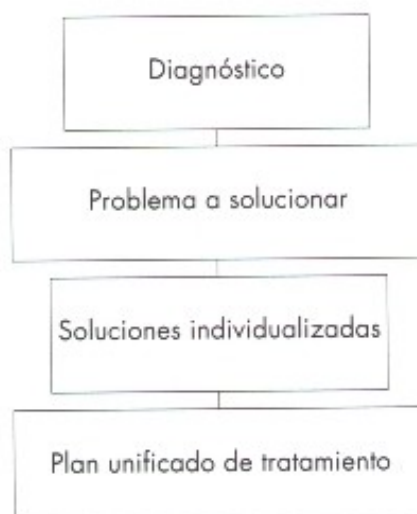 Diagnóstico
Problema a solucionar
Soluciones individualizadas
Plan unificado de tratamiento